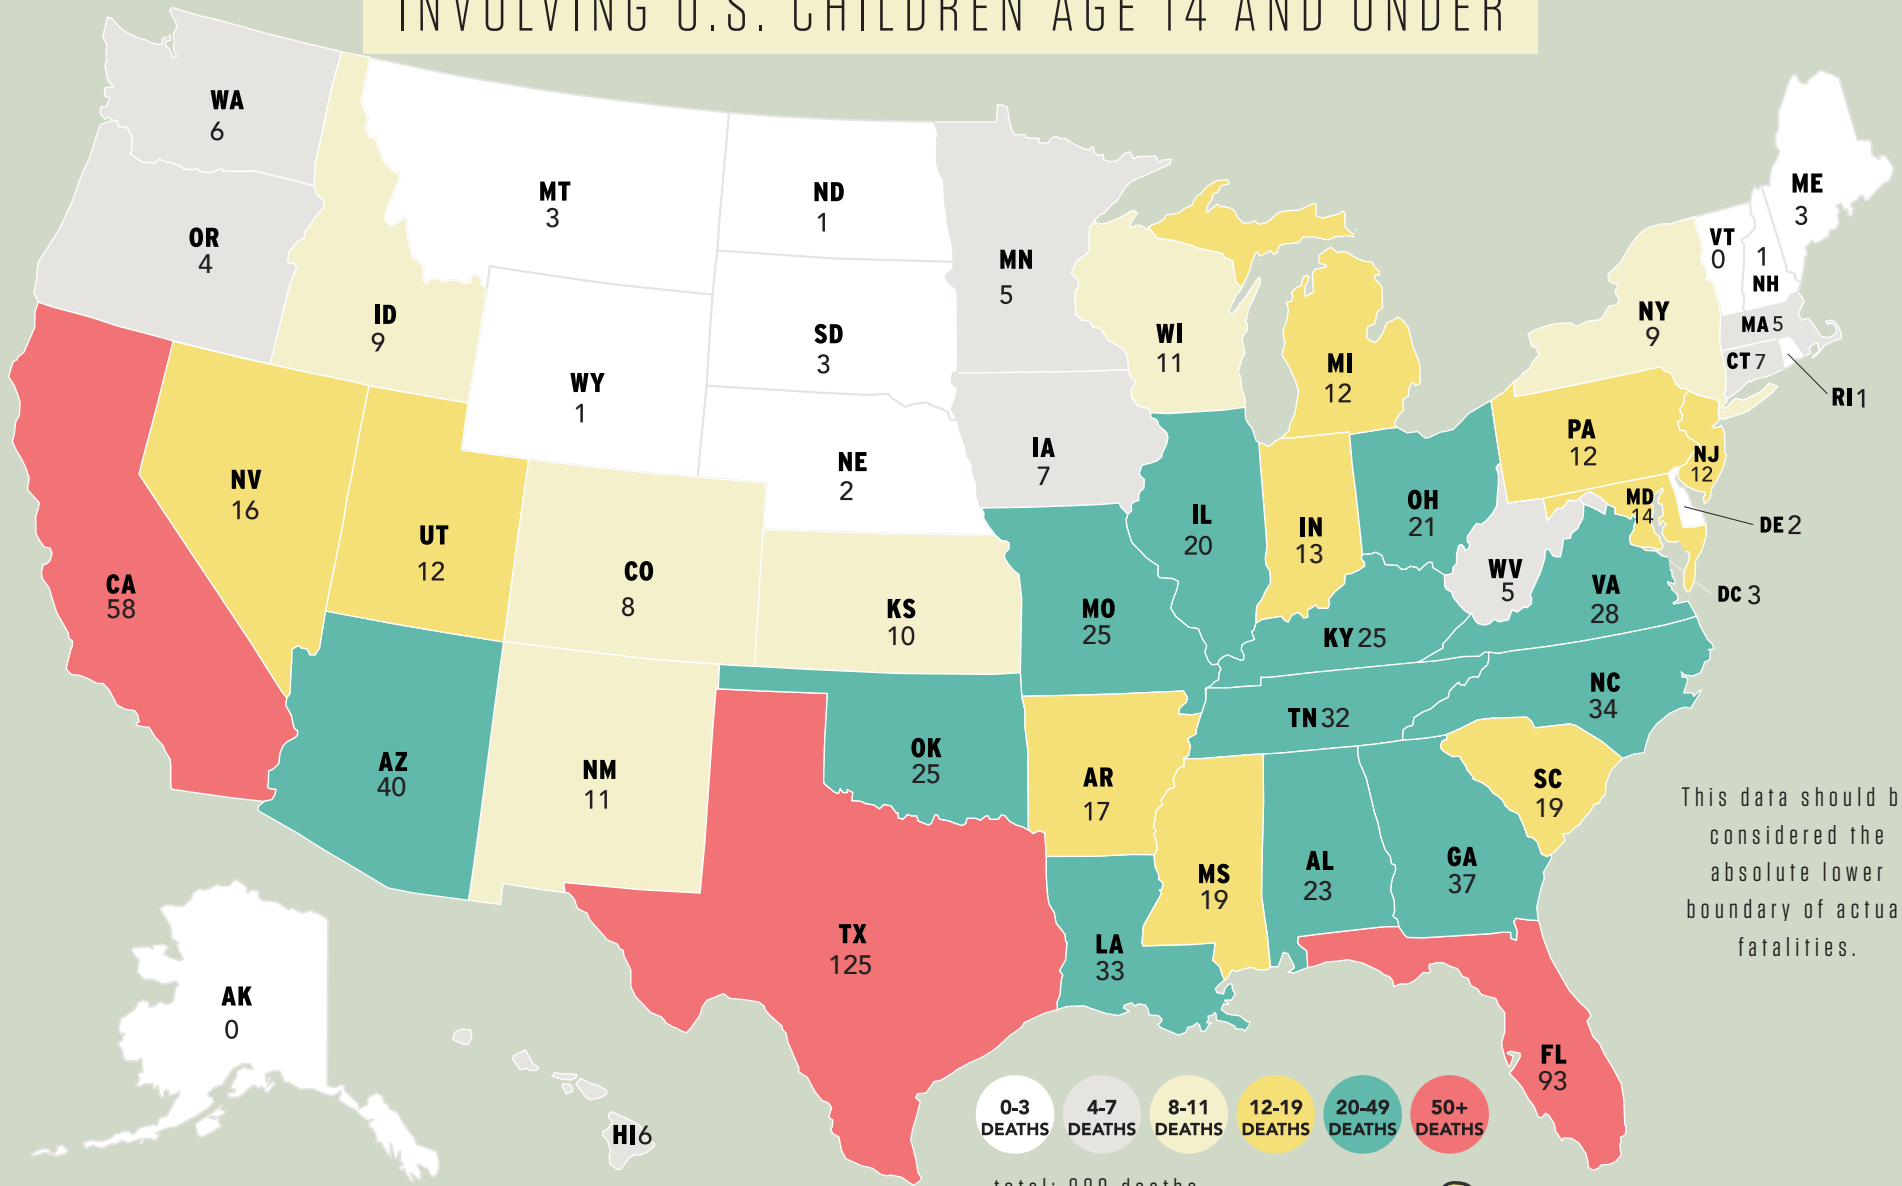 INVOLVING U.S. CHILDREN AGE 14 AND UNDER
WA
6
OR
4
CA
58
NV
16
ID
9
UT
12
AZ
40
MT
3
WY
1
CO
8
NM
11
ND
1
SD
3
NE
2
KS
10
OK
25
TX
125
MN
5
IA
7
MO
25
AR
17
LA
33
WI
11
IL
20
MI
12
IN
13
OH
21
KY 25
TN 32
MS
19
AL
23
GA
37
FL
93
SC
19
NC
34
VA
28
WV
5
PA
12
NY
9
NJ
12
MD
14
DE 2
DC 3
VT
0
1
NH
ME
3
MA 5
CT 7
RI 1
AK
0
HI 6
This data should b
considered the
absolute lower
boundary of actua
fatalities.
0-3
DEATHS
4-7
DEATHS
8-11
DEATHS
12-19
DEATHS
20-49
DEATHS
50+
DEATHS
total: deaths